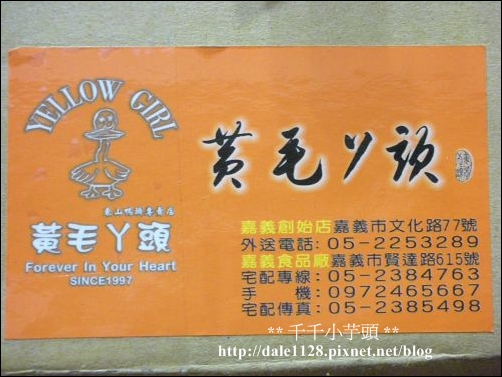 YELLOW GIRL
東山鴨頭專賣店
黃毛丫頭
Forever In Your Heart
SINCE1997
黃毛丫頭
嘉義創始店嘉義市文化路77號
外送電話：05-2253289
嘉義食品廠嘉義市賢達路615號
宅配專線：05-2384763
手 機：0972465667
宅配傳真：05-2385498
** 千千小芋頭 **
http://dale1128.pixnet.net/blog